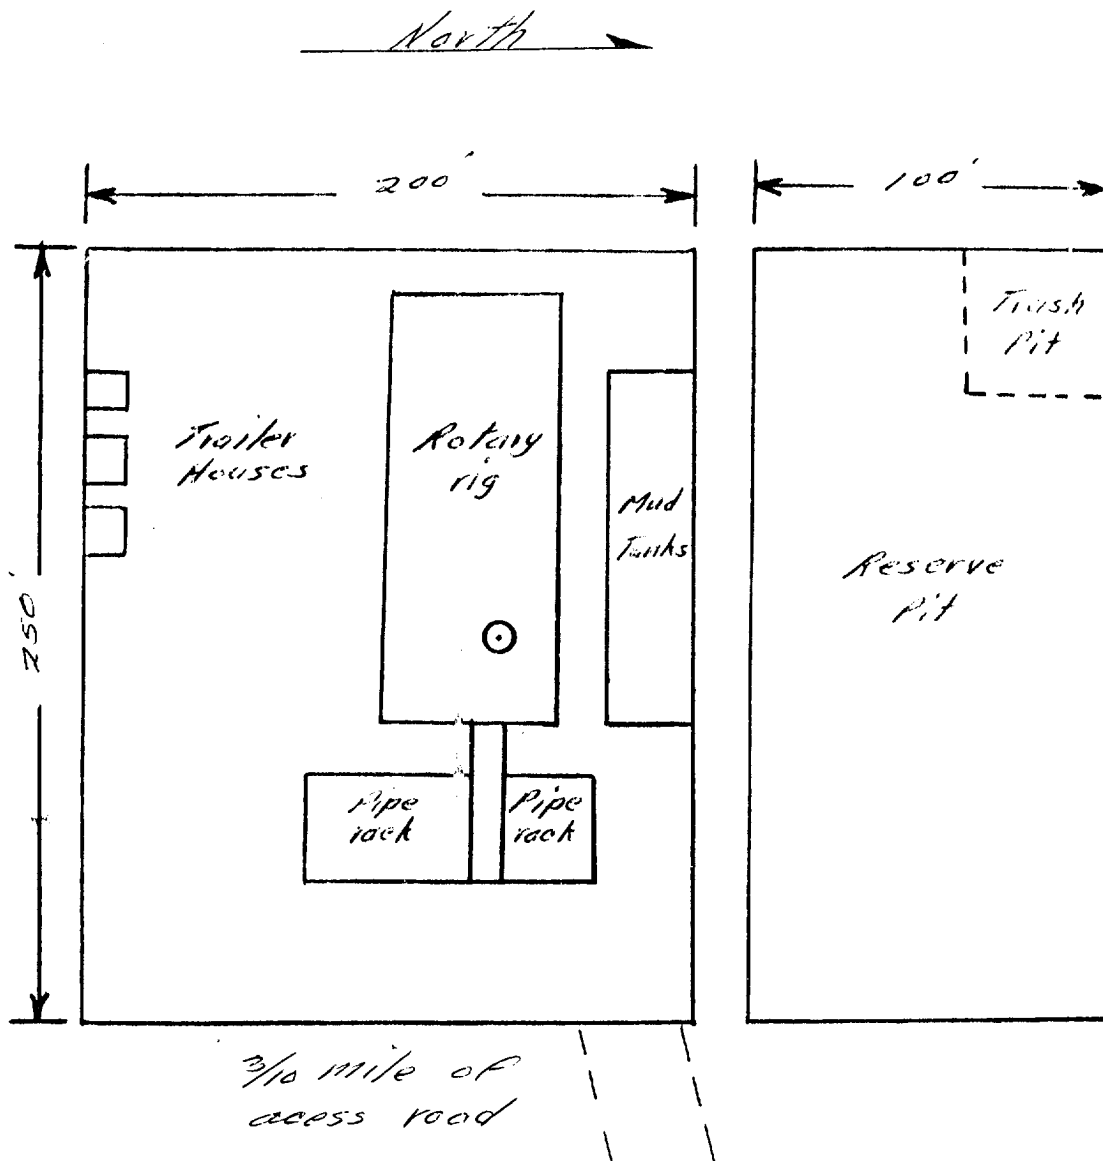 North
200'
100'
Trash
Pit
Trailer
Houses
Rotary
rig
Mud
Tanks
Reserve
Pit
250'
Pipe
rack
Pipe
rack
3/10 mile of
acess road